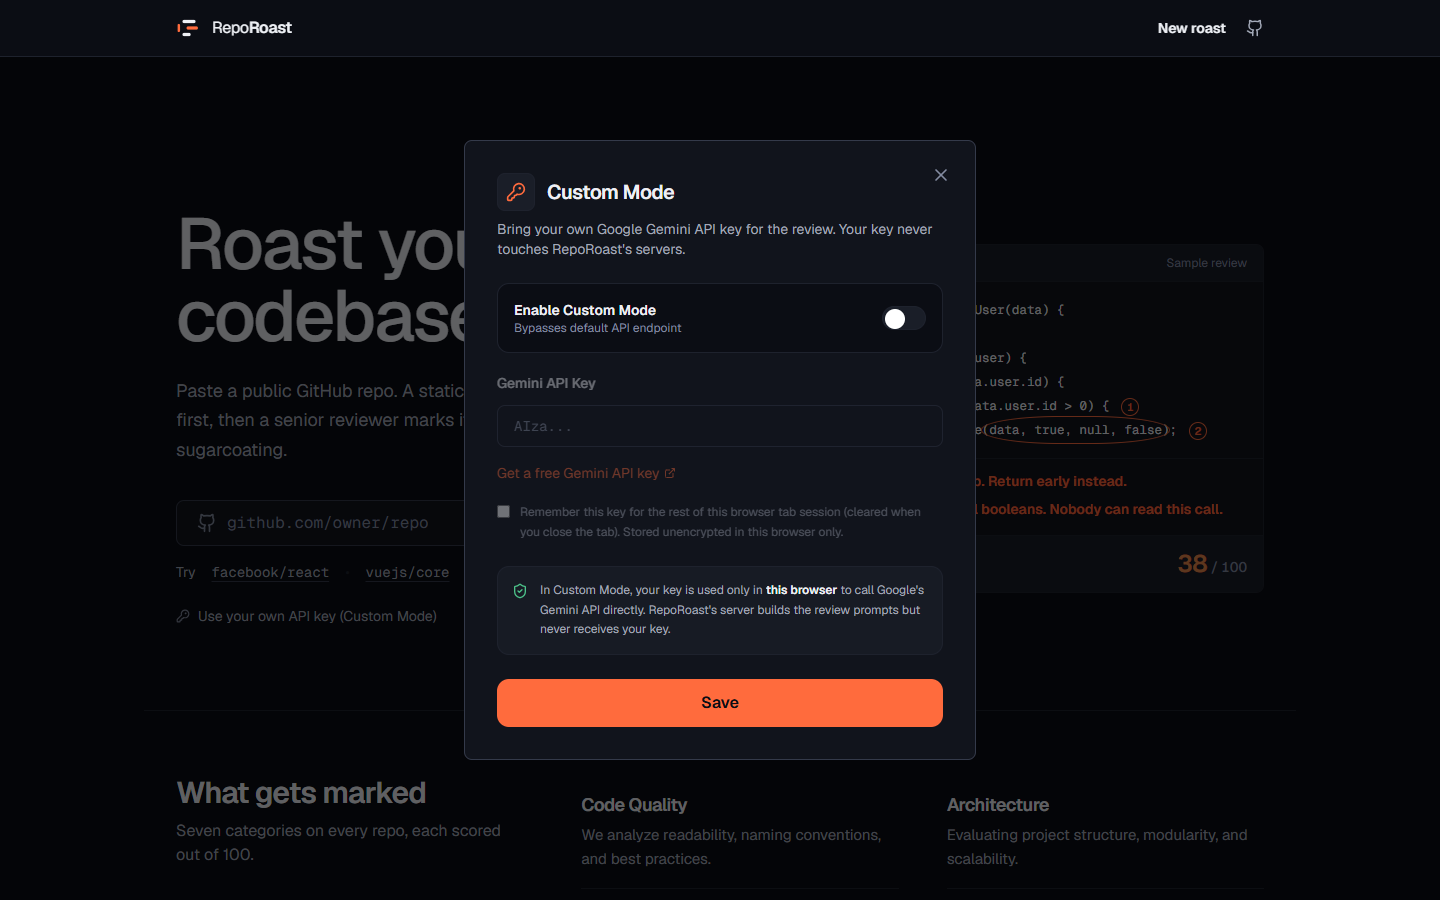 RepoRoast
New roast
Custom Mode
Bring your own Google Gemini API key for the review. Your key never
touches RepoRoast's servers.
Enable Custom Mode
Bypasses default API endpoint
Gemini API Key
AIza...
Get a free Gemini API key
Remember this key for the rest of this browser tab session (cleared when
you close the tab). Stored unencrypted in this browser only.
In Custom Mode, your key is used only in this browser to call Google's
Gemini API directly. RepoRoast's server builds the review prompts but
never receives your key.
Save
Roast you
codebase
Paste a public GitHub repo. A static
first, then a senior reviewer marks i
sugarcoating.
github.com/owner/repo
Try facebook/react · vuejs/core
Use your own API key (Custom Mode)
Sample review
User(data) {
user) {
a.user.id) {
ata.user.id > 0) { 1
e(data, true, null, false); 2
. Return early instead.
l booleans. Nobody can read this call.
38 / 100
What gets marked
Seven categories on every repo, each scored
out of 100.
Code Quality
We analyze readability, naming conventions,
and best practices.
Architecture
Evaluating project structure, modularity, and
scalability.